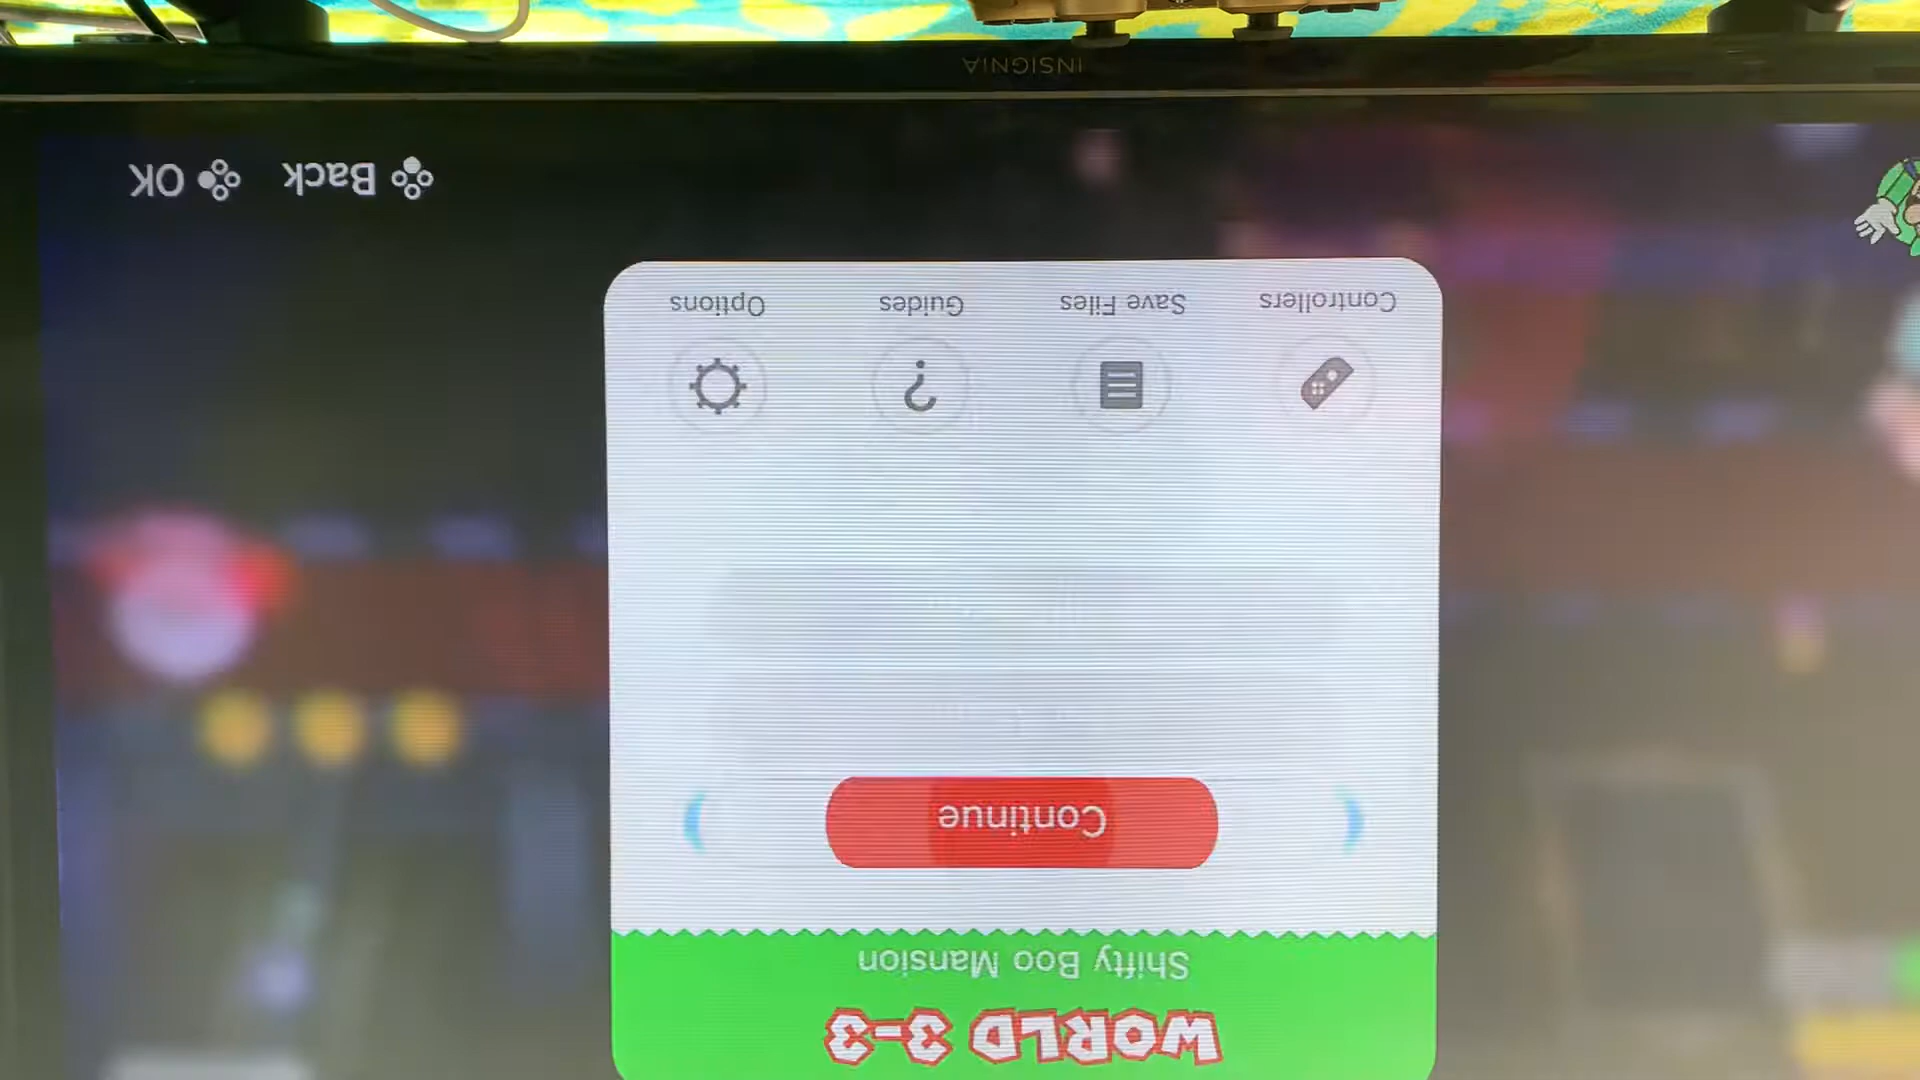 WORLD 3-3
Shifty Boo Mansion
Continue
Controllers Save Files Guides Options
Back OK
INSIGNIA